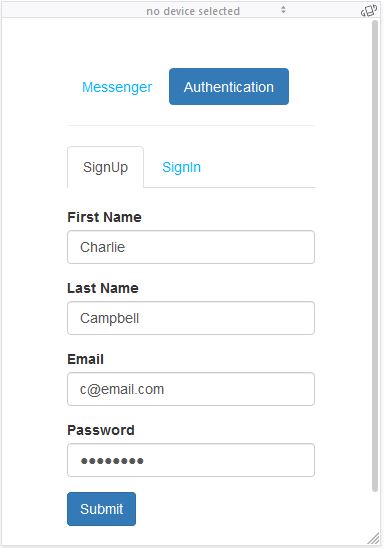 no device selected
Messenger Authentication
SignUp SignIn
First Name
Charlie
Last Name
Campbell
Email
c@email.com
Password
●●●●●●●●
Submit